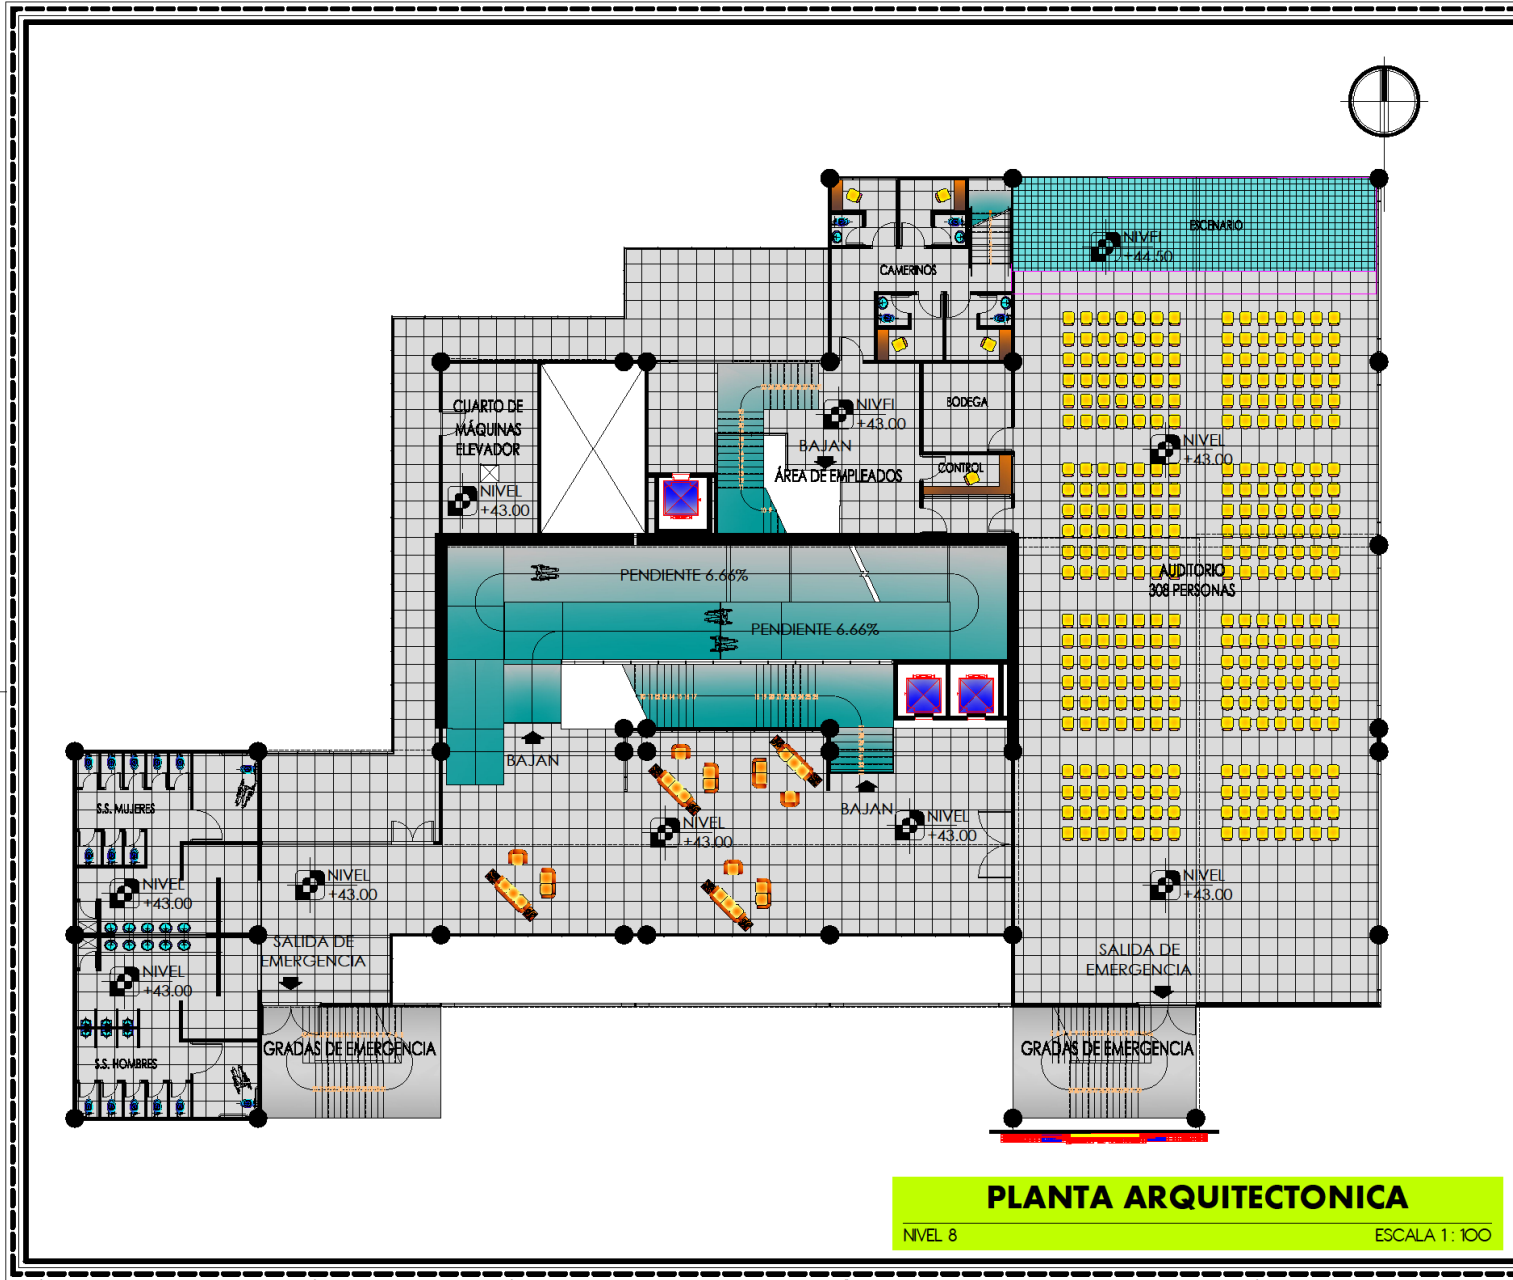 ESCENARIO
NIVEL
+44.50
CAMERINOS
CUARTO DE
MÁQUINAS
ELEVADOR
NIVEL
+43.00
NIVEL
+43.00
BAJAN
ÁREA DE EMPLEADOS
BODEGA
CONTROL
NIVEL
+43.00
AUDITORIO
308 PERSONAS
PENDIENTE 6.66%
PENDIENTE 6.66%
BAJAN
BAJAN
NIVEL
+43.00
NIVEL
+43.00
S.S. MUJERES
NIVEL
+43.00
NIVEL
+43.00
NIVEL
+43.00
SALIDA DE
EMERGENCIA
SALIDA DE
EMERGENCIA
NIVEL
+43.00
S.S. HOMBRES
GRADAS DE EMERGENCIA
GRADAS DE EMERGENCIA
PLANTA ARQUITECTONICA
NIVEL 8
ESCALA 1 : 100